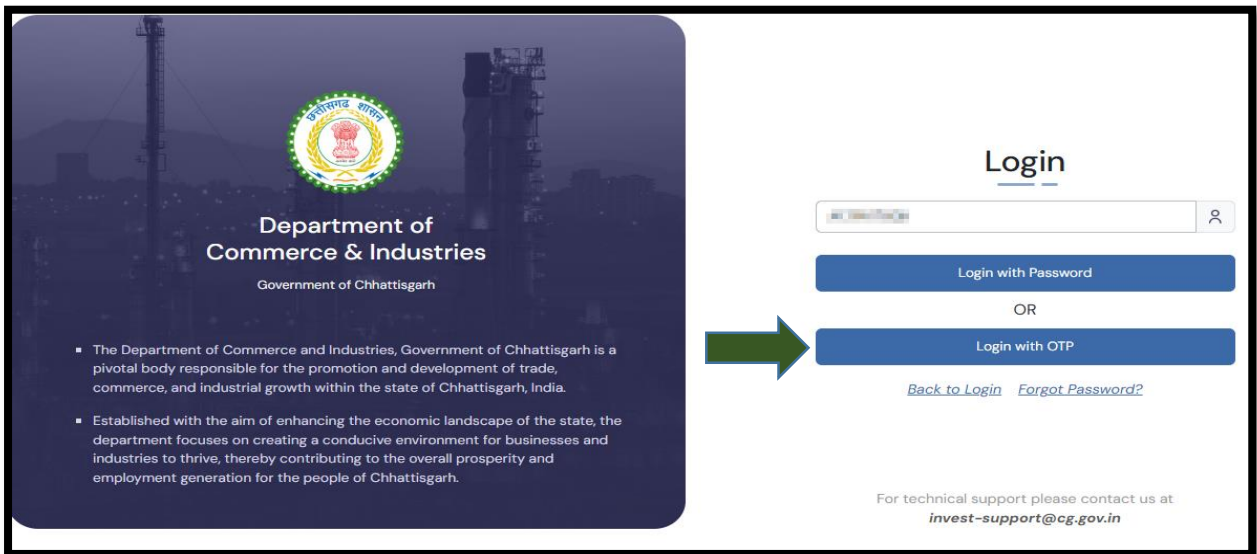 छत्तीसगढ़ शासन
Department of
Commerce & Industries
Government of Chhattisgarh
▪ The Department of Commerce and Industries, Government of Chhattisgarh is a
pivotal body responsible for the promotion and development of trade,
commerce, and industrial growth within the state of Chhattisgarh, India.
▪ Established with the aim of enhancing the economic landscape of the state, the
department focuses on creating a conducive environment for businesses and
industries to thrive, thereby contributing to the overall prosperity and
employment generation for the people of Chhattisgarh.
Login
Login with Password
OR
Login with OTP
Back to Login Forgot Password?
For technical support please contact us at
invest-support@cg.gov.in